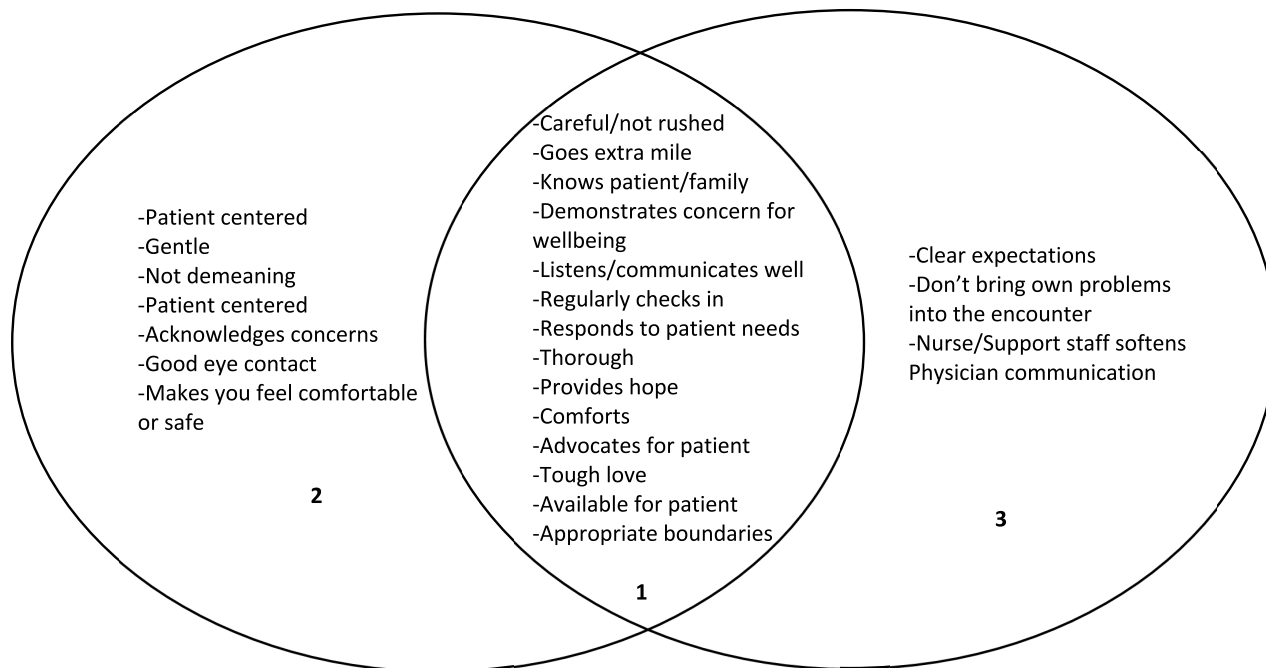 -Patient centered
-Gentle
-Not demeaning
-Patient centered
-Acknowledges concerns
-Good eye contact
-Makes you feel comfortable
or safe
2
-Careful/not rushed
-Goes extra mile
-Knows patient/family
-Demonstrates concern for
wellbeing
-Listens/communicates well
-Regularly checks in
-Responds to patient needs
-Thorough
-Provides hope
-Comforts
-Advocates for patient
-Tough love
-Available for patient
-Appropriate boundaries
1
-Clear expectations
-Don’t bring own problems
into the encounter
-Nurse/Support staff softens
Physician communication
3